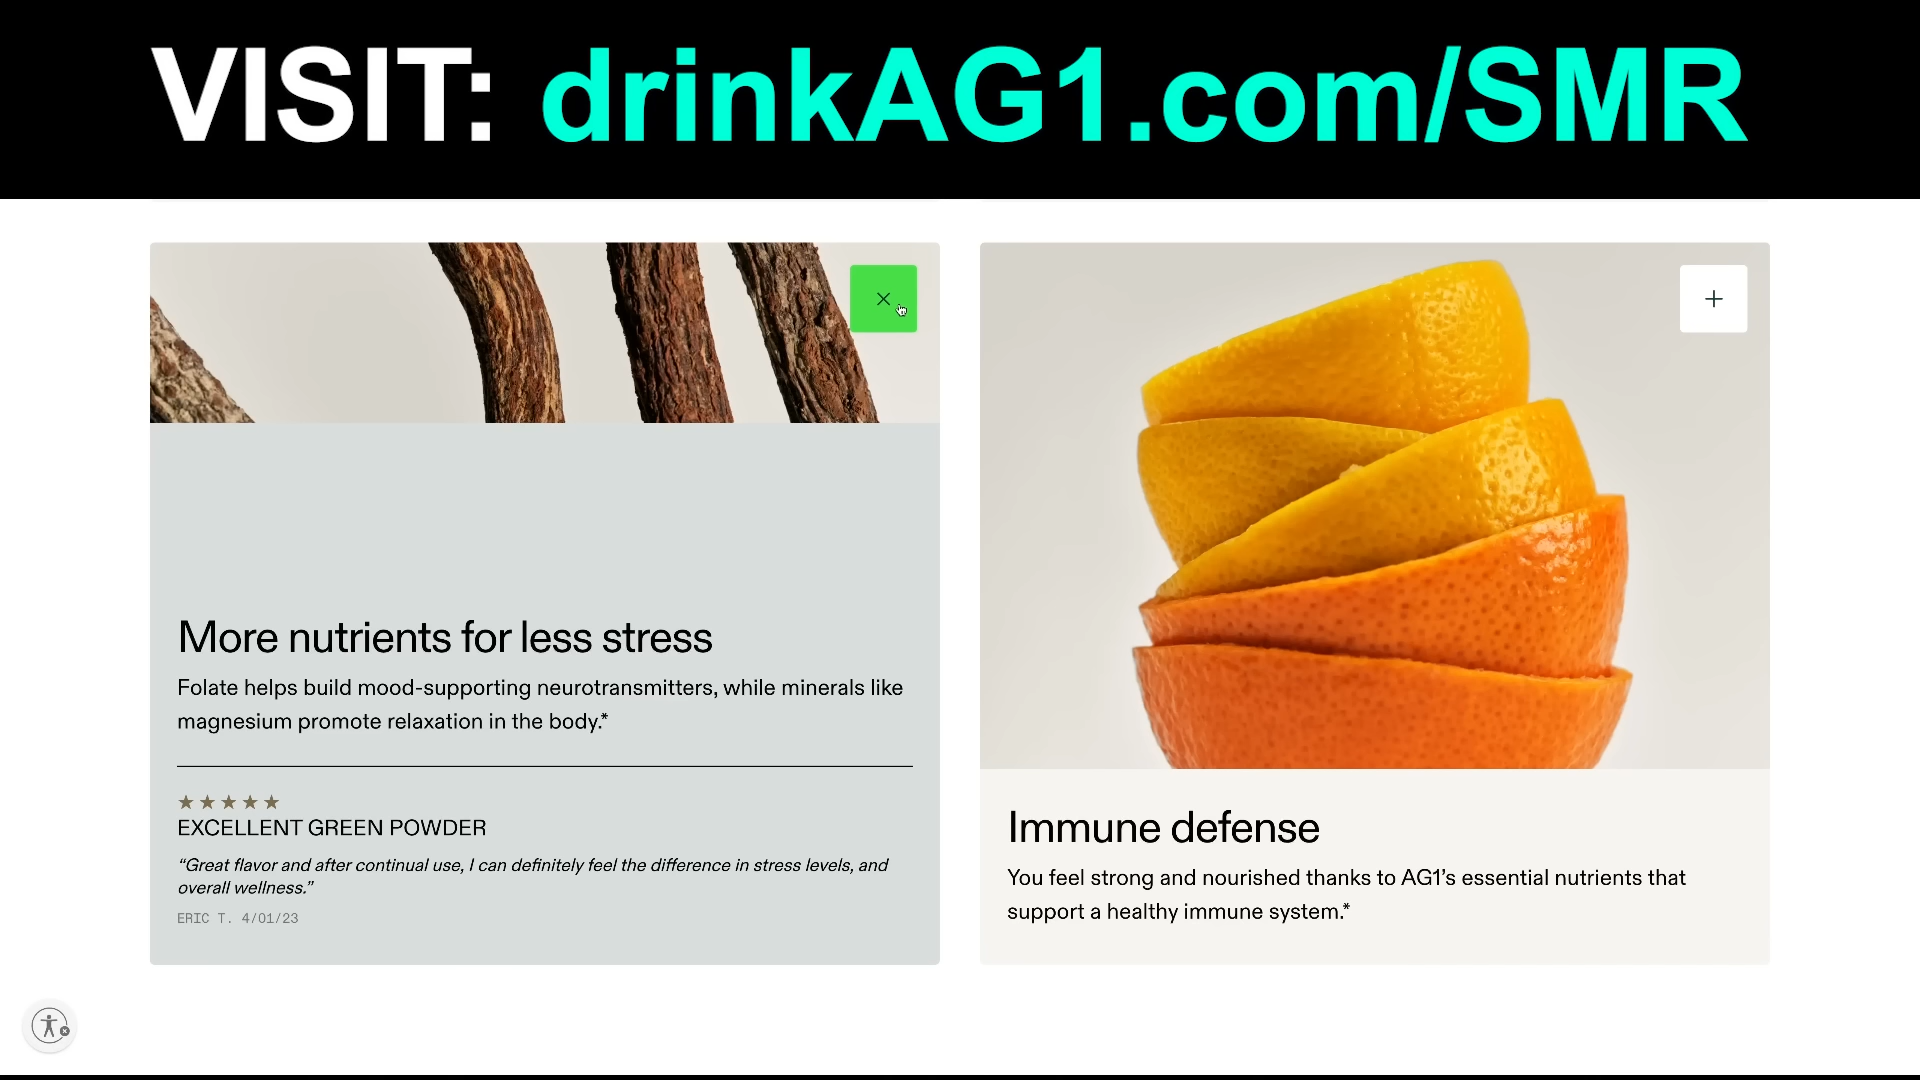 VISIT: drinkAG1.com/SMR
More nutrients for less stress
Folate helps build mood-supporting neurotransmitters, while minerals like
magnesium promote relaxation in the body.*
EXCELLENT GREEN POWDER
“Great flavor and after continual use, I can definitely feel the difference in stress levels, and
overall wellness.”
ERIC T. 4/01/23
Immune defense
You feel strong and nourished thanks to AG1’s essential nutrients that
support a healthy immune system.*